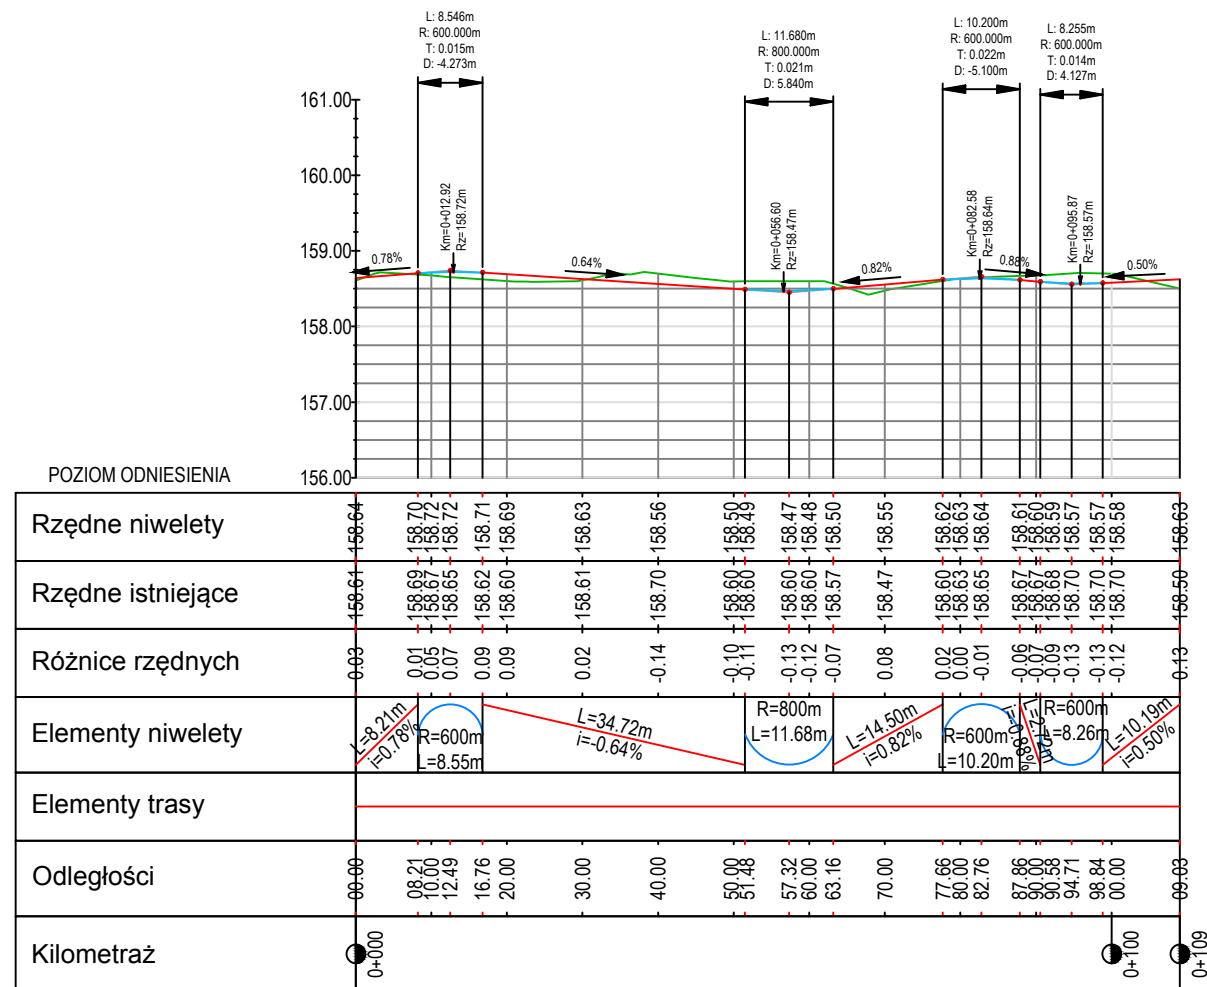 L: 8.546m
R: 600.000m
T: 0.015m
D: -4.273m
L: 11.680m
R: 800.000m
T: 0.021m
D: 5.840m
L: 10.200m
R: 600.000m
T: 0.022m
D: -5.100m
L: 8.255m
R: 600.000m
T: 0.014m
D: 4.127m
161.00
160.00
159.00
158.00
157.00
156.00
0.78%
Km=0+012.92
Rz=158.72m
0.64%
Km=0+056.60
Rz=158.47m
0.82%
Km=0+082.58
Rz=158.64m
0.88%
Km=0+095.87
Rz=158.57m
0.50%
POZIOM ODNIESIENIA
Rzędne niwelety
158.64 158.70 158.72 158.72 158.71 158.69 158.63 158.56 158.50 158.49 158.47 158.48 158.50 158.55 158.62 158.63 158.64 158.61 158.60 158.59 158.57 158.57 158.58 158.63
Rzędne istniejące
158.61 158.69 158.67 158.65 158.62 158.60 158.61 158.70 158.60 158.60 158.60 158.60 158.57 158.47 158.60 158.63 158.65 158.67 158.67 158.68 158.70 158.70 158.70 158.50
Różnice rzędnych
0.03 0.01 0.05 0.07 0.09 0.09 0.02 -0.14 -0.10 -0.11 -0.13 -0.12 -0.07 0.08 0.02 0.00 -0.01 -0.06 -0.07 -0.09 -0.13 -0.13 -0.12 0.13
Elementy niwelety
L=8.21m
i=0.78%
R=600m
L=8.55m
L=34.72m
i=-0.64%
R=800m
L=11.68m
L=14.50m
i=0.82%
R=600m
L=10.20m
L=2.72m
i=-0.88%
R=600m
L=8.26m
L=10.19m
i=0.50%
Elementy trasy
Odległości
00.00 08.21 10.00 12.49 16.76 20.00 30.00 40.00 50.00 51.48 57.32 60.00 63.16 70.00 77.66 80.00 82.76 87.86 90.00 90.58 94.71 98.84 00.00 09.03
Kilometraż
0+000 0+100 0+109